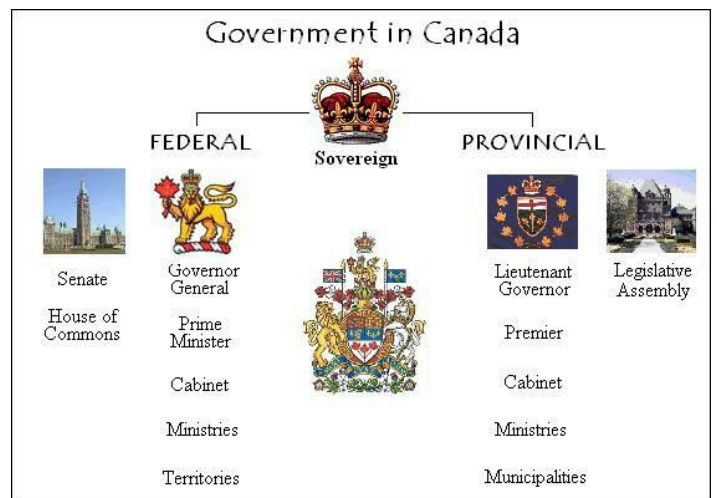 Government in Canada
FEDERAL
Sovereign
PROVINCIAL
Senate
House of
Commons
Governor
General
Prime
Minister
Cabinet
Ministries
Territories
Lieutenant
Governor
Premier
Cabinet
Ministries
Municipalities
Legislative
Assembly